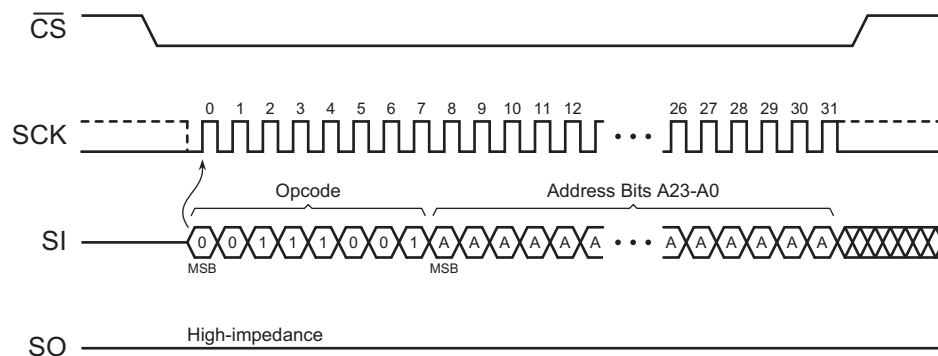 CS
0 1 2 3 4 5 6 7 8 9 10 11 12 26 27 28 29 30 31
SCK
Opcode Address Bits A23-A0
SI 0 0 1 1 1 0 0 1 A A A A A A A A A A A A
MSB MSB
High-impedance
SO